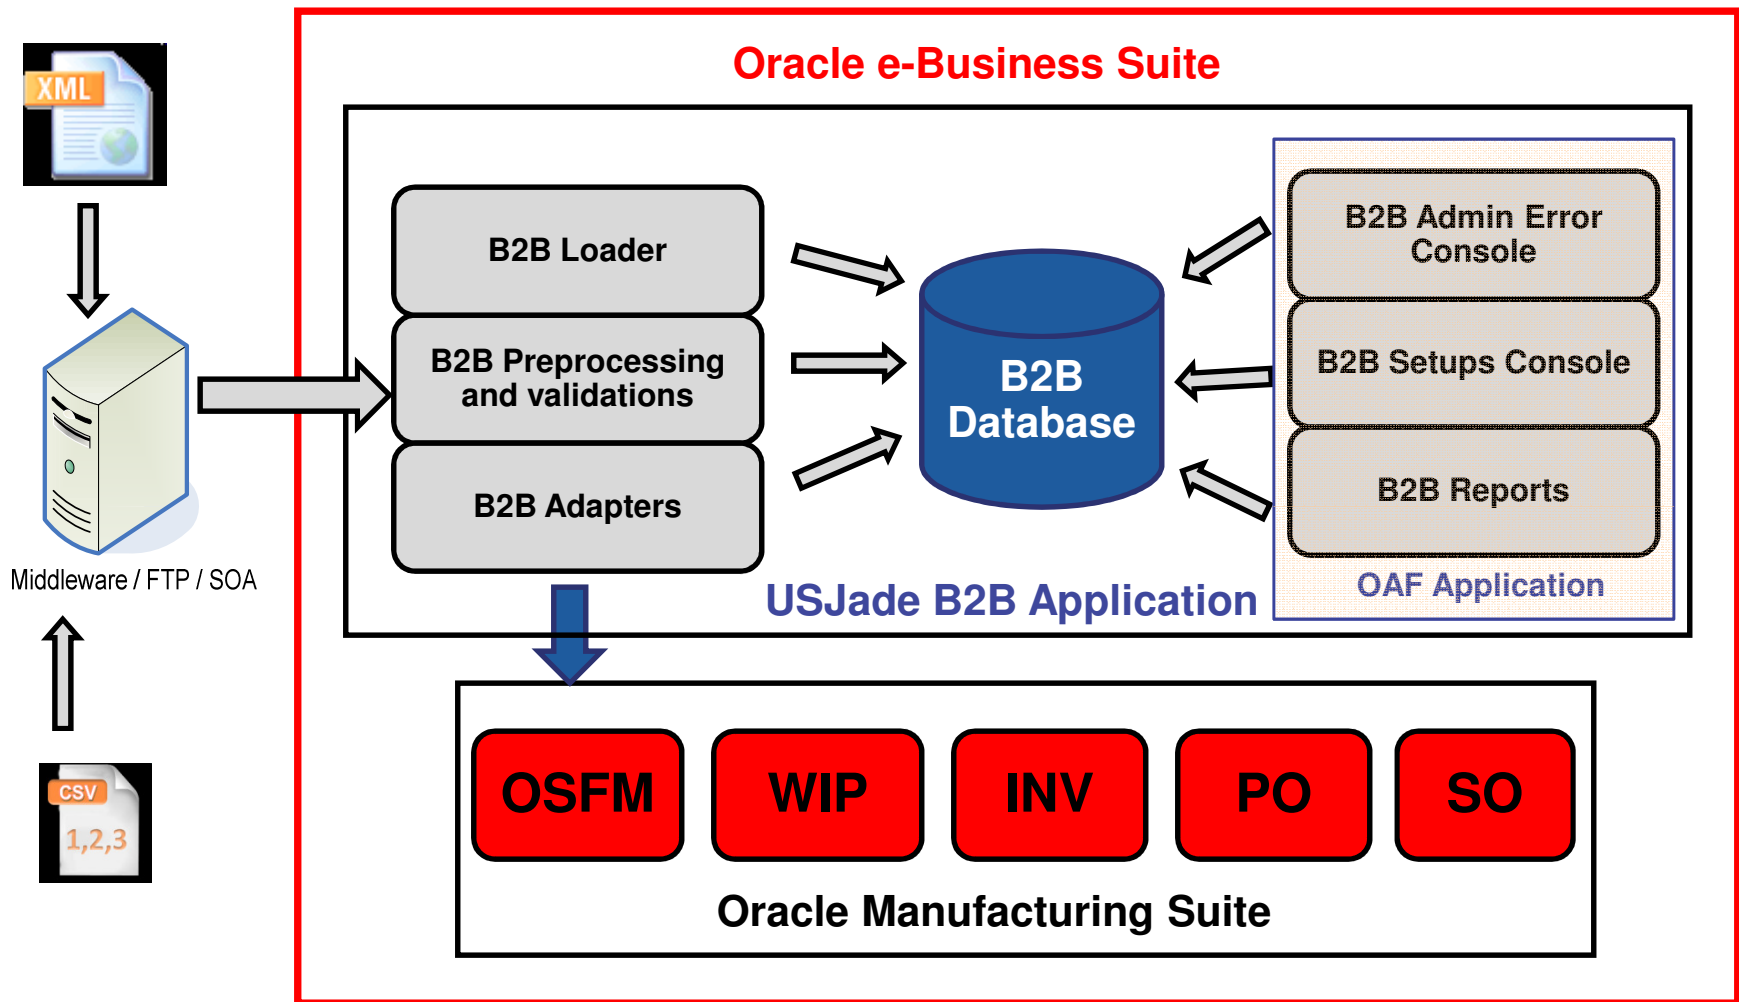 Oracle e-Business Suite
XML
B2B Loader
B2B Preprocessing
and validations
B2B Adapters
B2B
Database
B2B Admin Error
Console
B2B Setups Console
B2B Reports
OAF Application
USJade B2B Application
Middleware / FTP / SOA
CSV
1,2,3
OSFM
WIP
INV
PO
SO
Oracle Manufacturing Suite